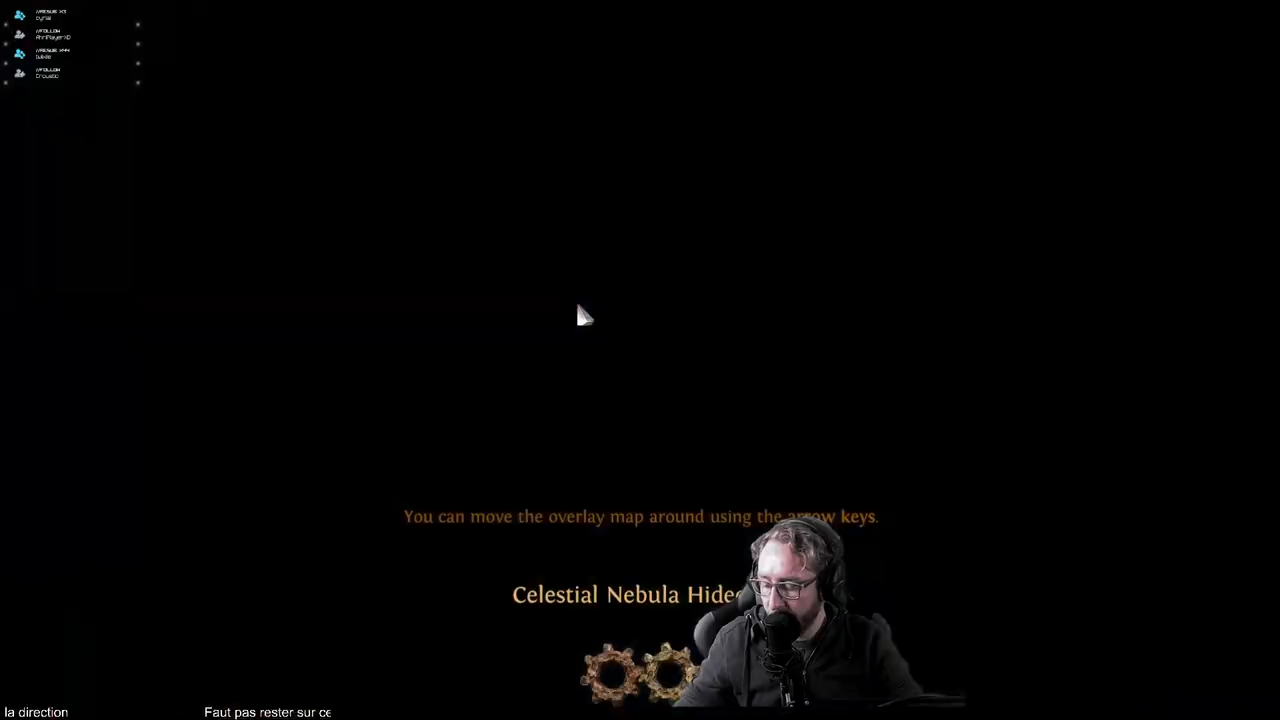 AhriPlayerXD
You can move the overlay map around using the arrow keys.
Celestial Nebula
la direction
Faut pas rester sur ce